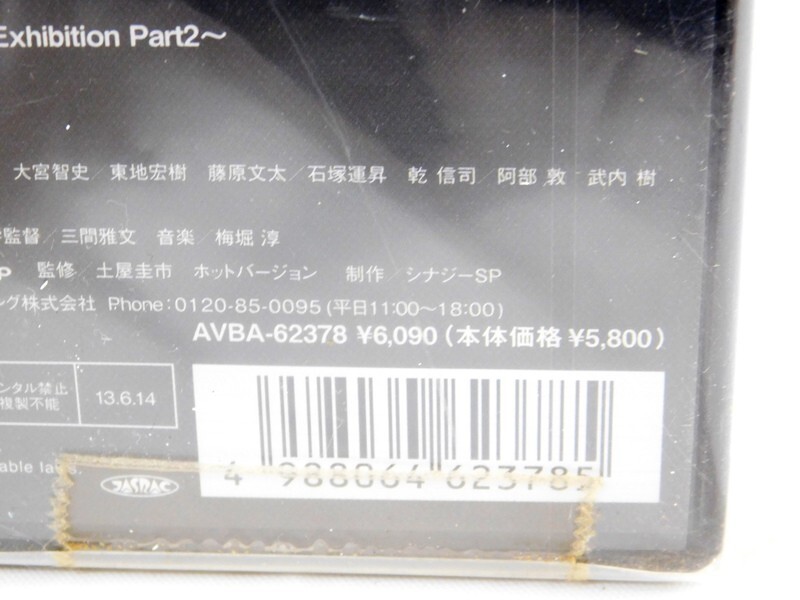 Exhibition Part2～
大宮智史／東地宏樹 藤原文太／石塚運昇 乾 信司／阿部 敦 武内 樹
監督／三間雅文 音楽／梅堀 淳
P 監修／土屋圭市 ホットバージョン 制作／シナジーSP
ング株式会社 Phone:0120-85-0095(平日11:00～18:00)
AVBA-62378 ¥6,090(本体価格 ¥5,800)
ンタル禁止
複製不能
13.6.14
able laws.
JASRAC
4 988064 623785